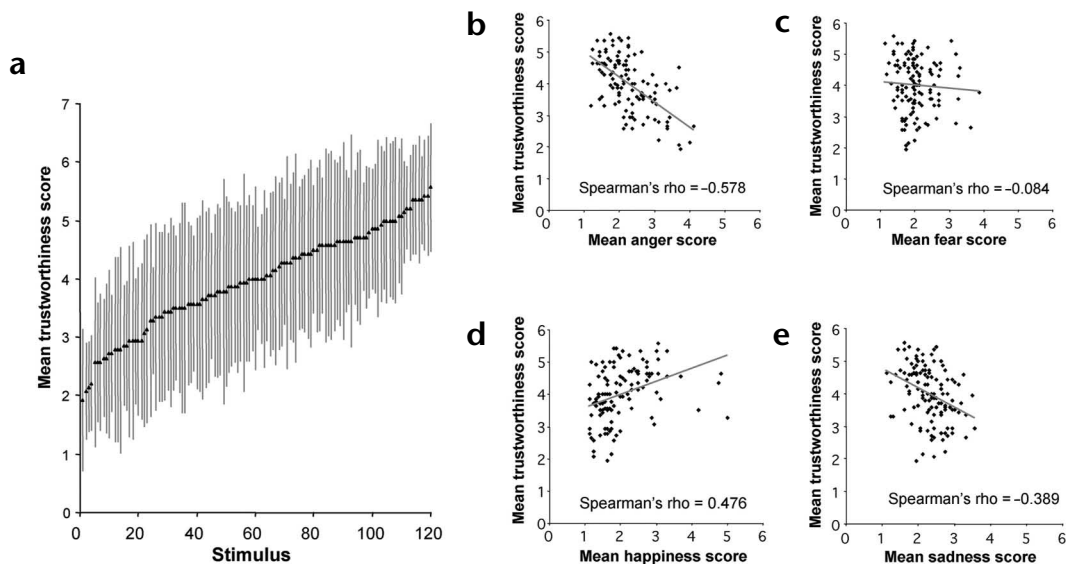 a
7
6
5
4
3
2
1
0
Mean trustworthiness score
0 20 40 60 80 100 120
Stimulus
b
6
5
4
3
2
1
0
Mean trustworthiness score
Spearman's rho = –0.578
0 1 2 3 4 5 6
Mean anger score
c
6
5
4
3
2
1
0
Mean trustworthiness score
Spearman's rho = –0.084
0 1 2 3 4 5 6
Mean fear score
d
6
5
4
3
2
1
0
Mean trustworthiness score
Spearman's rho = 0.476
0 1 2 3 4 5 6
Mean happiness score
e
6
5
4
3
2
1
0
Mean trustworthiness score
Spearman's rho = –0.389
0 1 2 3 4 5 6
Mean sadness score